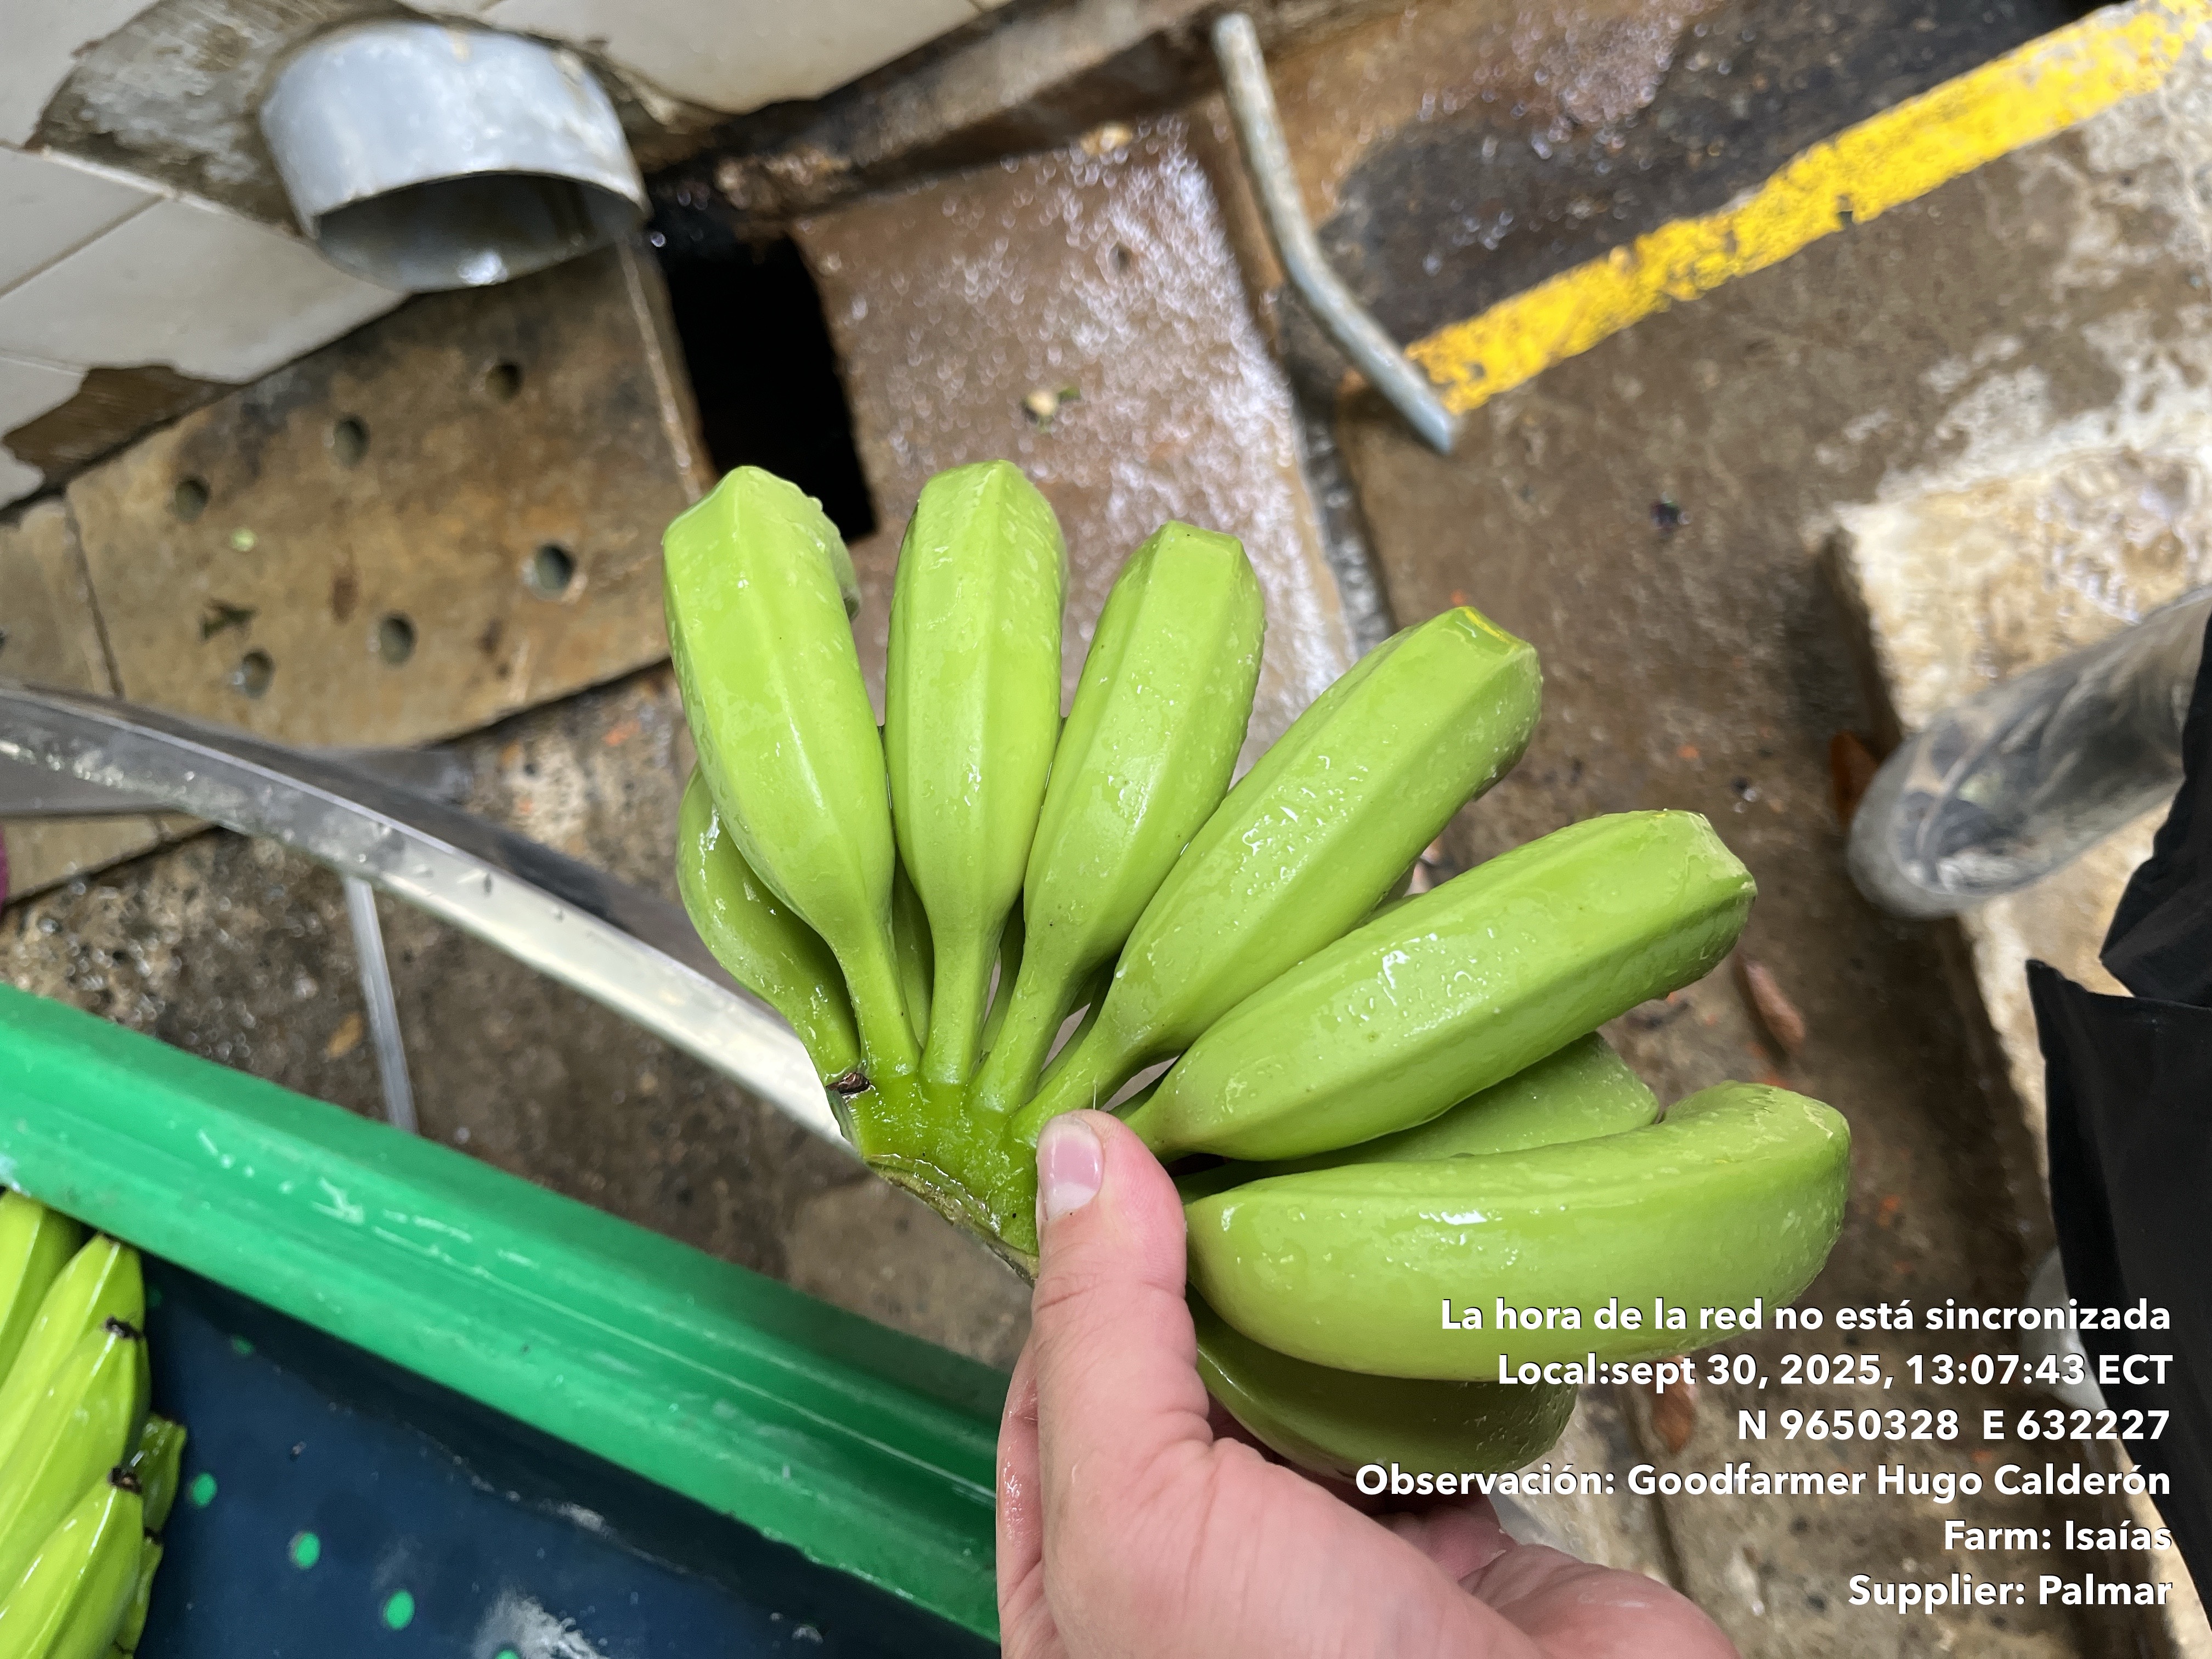 La hora de la red no está sincronizada
Local:sept 30, 2025, 13:07:43 ECT
N 9650328 E 632227
Observación: Goodfarmer Hugo Calderón
Farm: Isaías
Supplier: Palmar